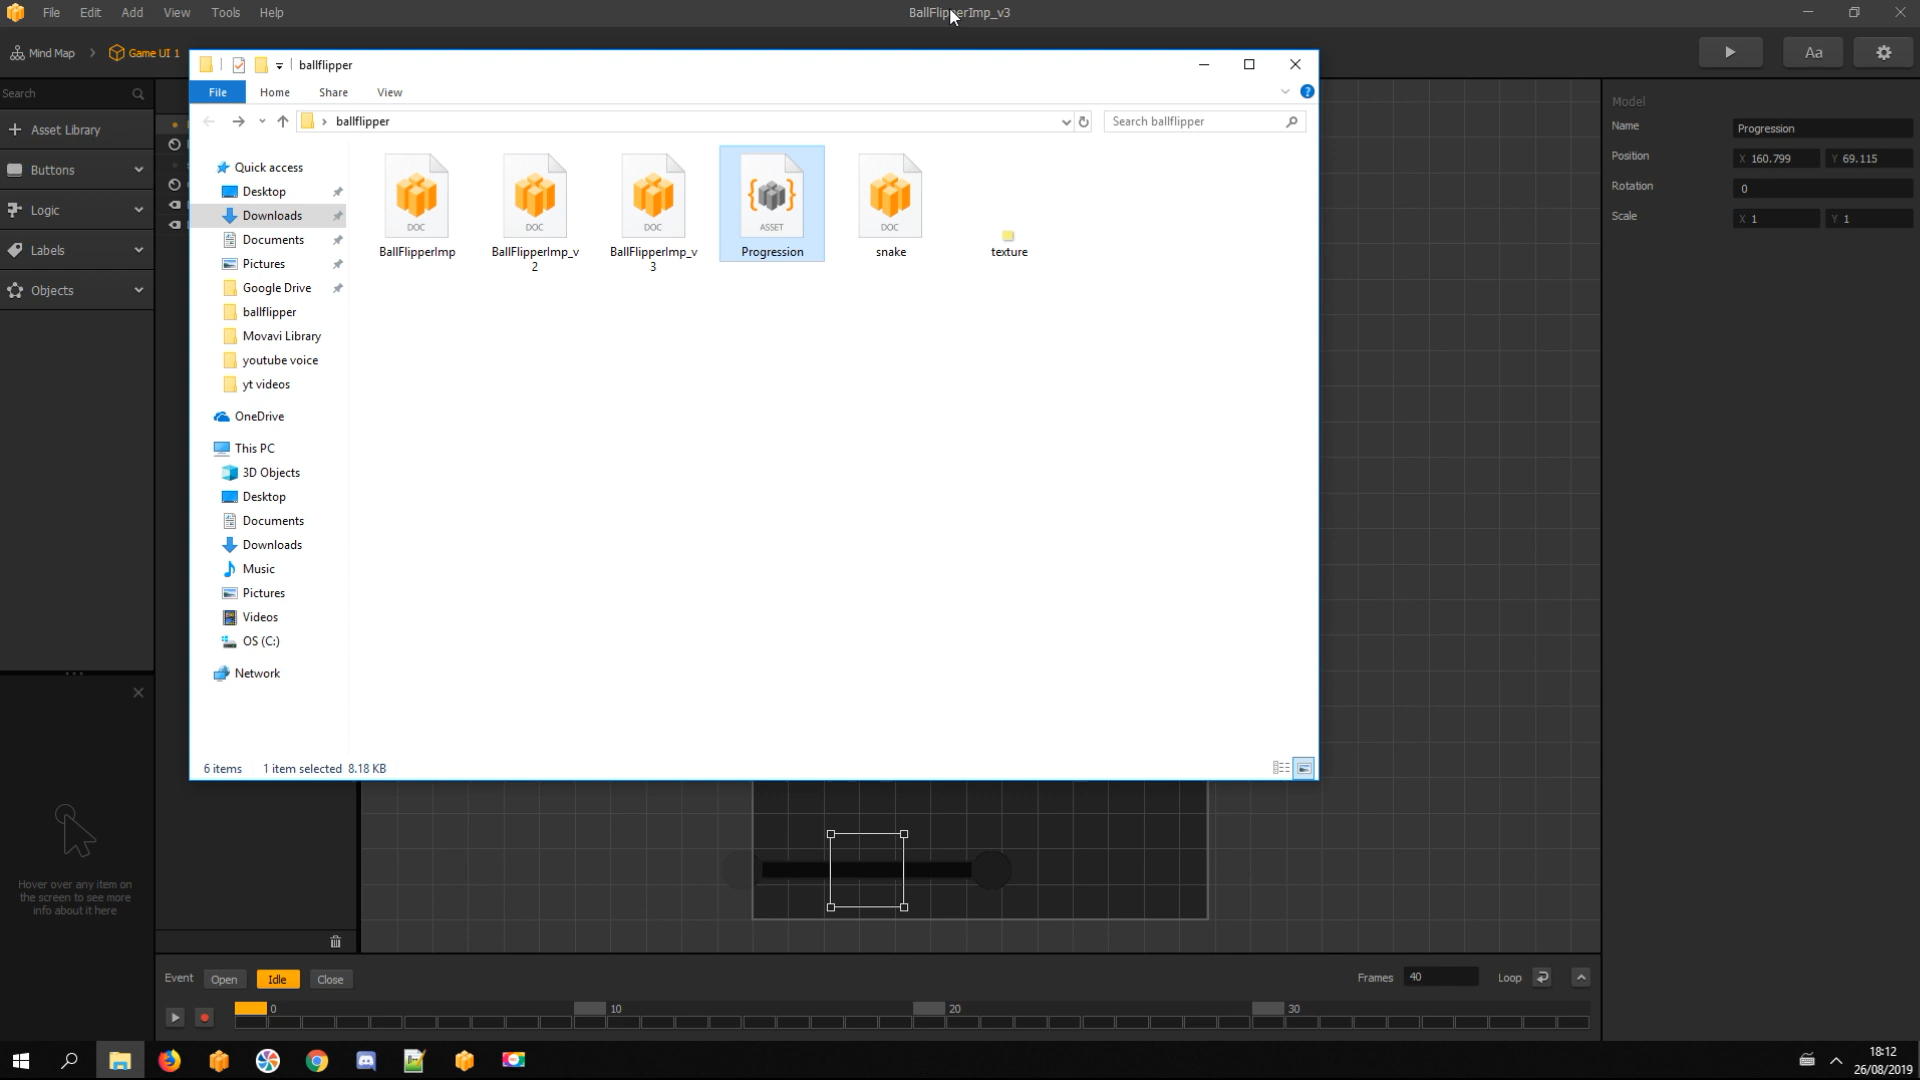 File Edit Add View Tools Help
BallFlipperImp_v3
Mind Map
Game UI 1
Aa
ballflipper
File Home Share View
ballflipper
Search ballflipper
Search
Asset Library
Buttons
Logic
Labels
Objects
Quick access
Desktop
Downloads
Documents
Pictures
Google Drive
ballflipper
Movavi Library
youtube voice
yt videos
OneDrive
This PC
3D Objects
Desktop
Documents
Downloads
Music
Pictures
Videos
OS (C:)
Network
DOC
BallFlipperImp
DOC
BallFlipperImp_v
2
DOC
BallFlipperImp_v
3
ASSET
Progression
DOC
snake
texture
6 items 1 item selected 8.18 KB
Model
Name Progression
Position X 160.799 Y 69.115
Rotation 0
Scale X 1 Y 1
Hover over any item on
the screen to see more
info about it here
Event Open Idle Close
Frames 40 Loop
0 10 20 30
18:12
26/08/2019